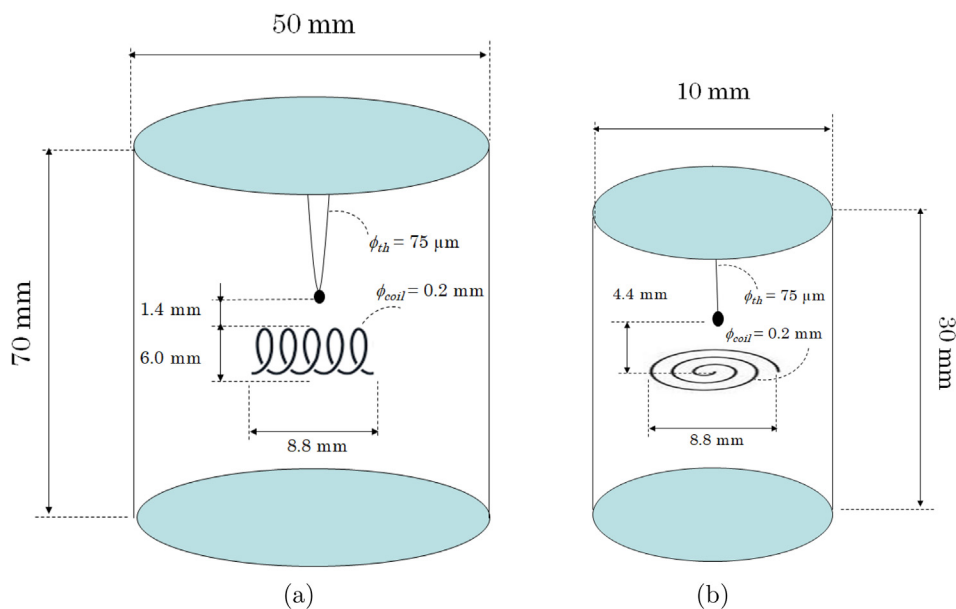 50 mm
70 mm
ϕth = 75 µm
ϕcoil = 0.2 mm
1.4 mm
6.0 mm
8.8 mm
(a)
10 mm
30 mm
4.4 mm
ϕth = 75 µm
ϕcoil = 0.2 mm
8.8 mm
(b)